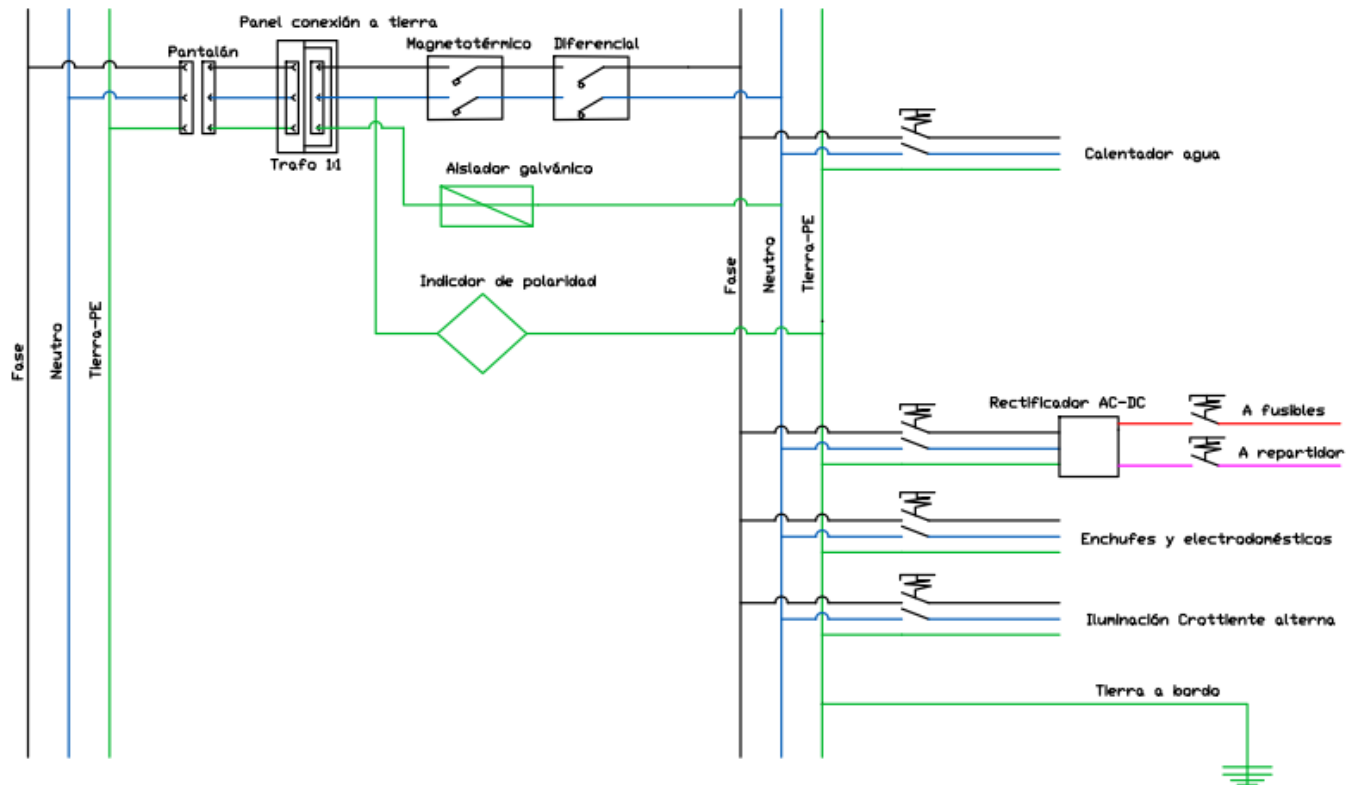 Panel conexión a tierra
Pantalán
Magnetotérmico
Diferencial
Trafo 1:1
Calentador agua
Aislador galvánico
Fase
Neutro
Tierra-PE
Indicdor de polaridad
Fase
Neutro
Tierra-PE
Rectificador AC-DC
A fusibles
A repartidor
Enchufes y electrodomésticos
Iluminación Crottiente alterna
Tierra a bordo